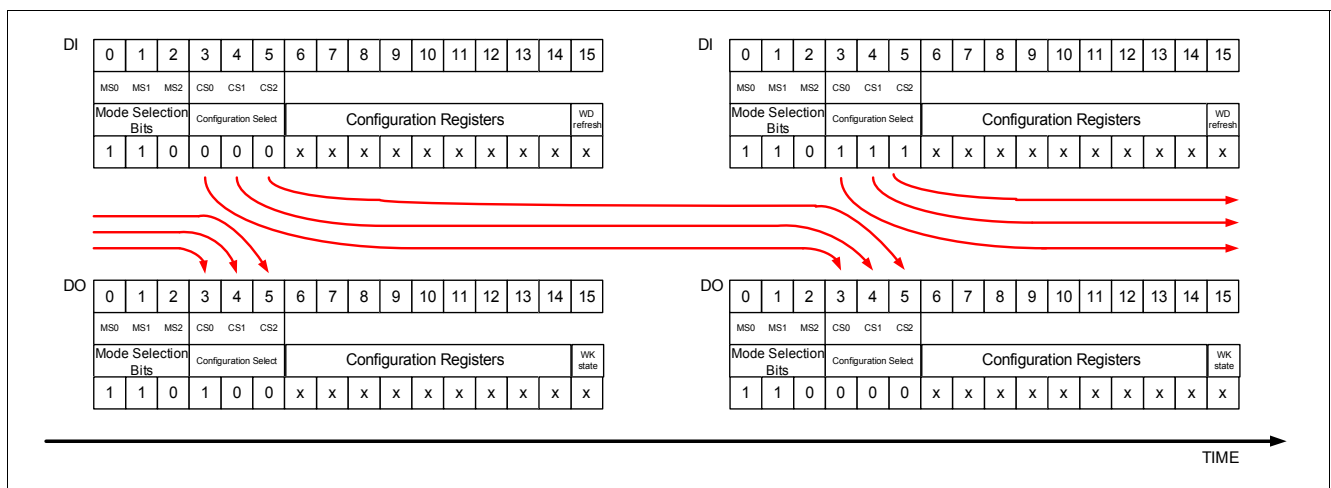 DI 0 1 2 3 4 5 6 7 8 9 10 11 12 13 14 15 DI 0 1 2 3 4 5 6 7 8 9 10 11 12 13 14 15
MS0 MS1 MS2 CS0 CS1 CS2 MS0 MS1 MS2 CS0 CS1 CS2
Mode Selection Bits Configuration Select Configuration Registers WD refresh Mode Selection Bits Configuration Select Configuration Registers WD refresh
1 1 0 0 0 0 x x x x x x x x x x 1 1 0 1 1 1 x x x x x x x x x x
DO 0 1 2 3 4 5 6 7 8 9 10 11 12 13 14 15 DO 0 1 2 3 4 5 6 7 8 9 10 11 12 13 14 15
MS0 MS1 MS2 CS0 CS1 CS2 MS0 MS1 MS2 CS0 CS1 CS2
Mode Selection Bits Configuration Select Configuration Registers WK state Mode Selection Bits Configuration Select Configuration Registers WK state
1 1 0 1 0 0 x x x x x x x x x x 1 1 0 0 0 0 x x x x x x x x x x
TIME